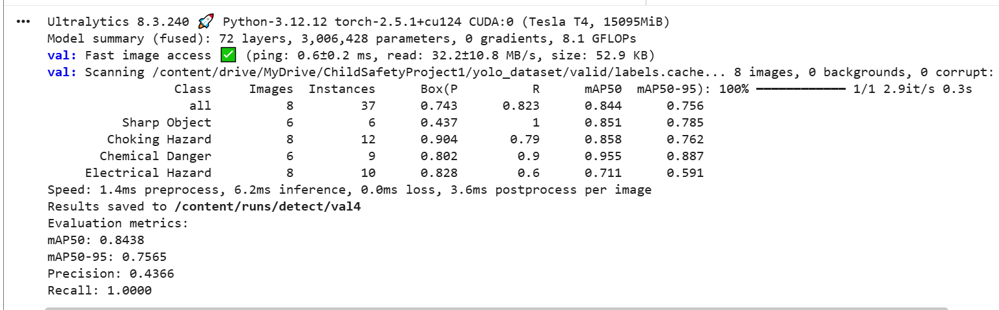 ••• Ultralytics 8.3.240 🚀 Python-3.12.12 torch-2.5.1+cu124 CUDA:0 (Tesla T4, 15095MiB)
Model summary (fused): 72 layers, 3,006,428 parameters, 0 gradients, 8.1 GFLOPs
val: Fast image access ✅ (ping: 0.6±0.2 ms, read: 32.2±10.8 MB/s, size: 52.9 KB)
val: Scanning /content/drive/MyDrive/ChildSafetyProject1/yolo_dataset/valid/labels.cache... 8 images, 0 backgrounds, 0 corrupt:
Class Images Instances Box(P R mAP50 mAP50-95): 100% ━━━━━━━━━━━━ 1/1 2.9it/s 0.3s
all 8 37 0.743 0.823 0.844 0.756
Sharp Object 6 6 0.437 1 0.851 0.785
Choking Hazard 8 12 0.904 0.79 0.858 0.762
Chemical Danger 6 9 0.802 0.9 0.955 0.887
Electrical Hazard 8 10 0.828 0.6 0.711 0.591
Speed: 1.4ms preprocess, 6.2ms inference, 0.0ms loss, 3.6ms postprocess per image
Results saved to /content/runs/detect/val4
Evaluation metrics:
mAP50: 0.8438
mAP50-95: 0.7565
Precision: 0.4366
Recall: 1.0000